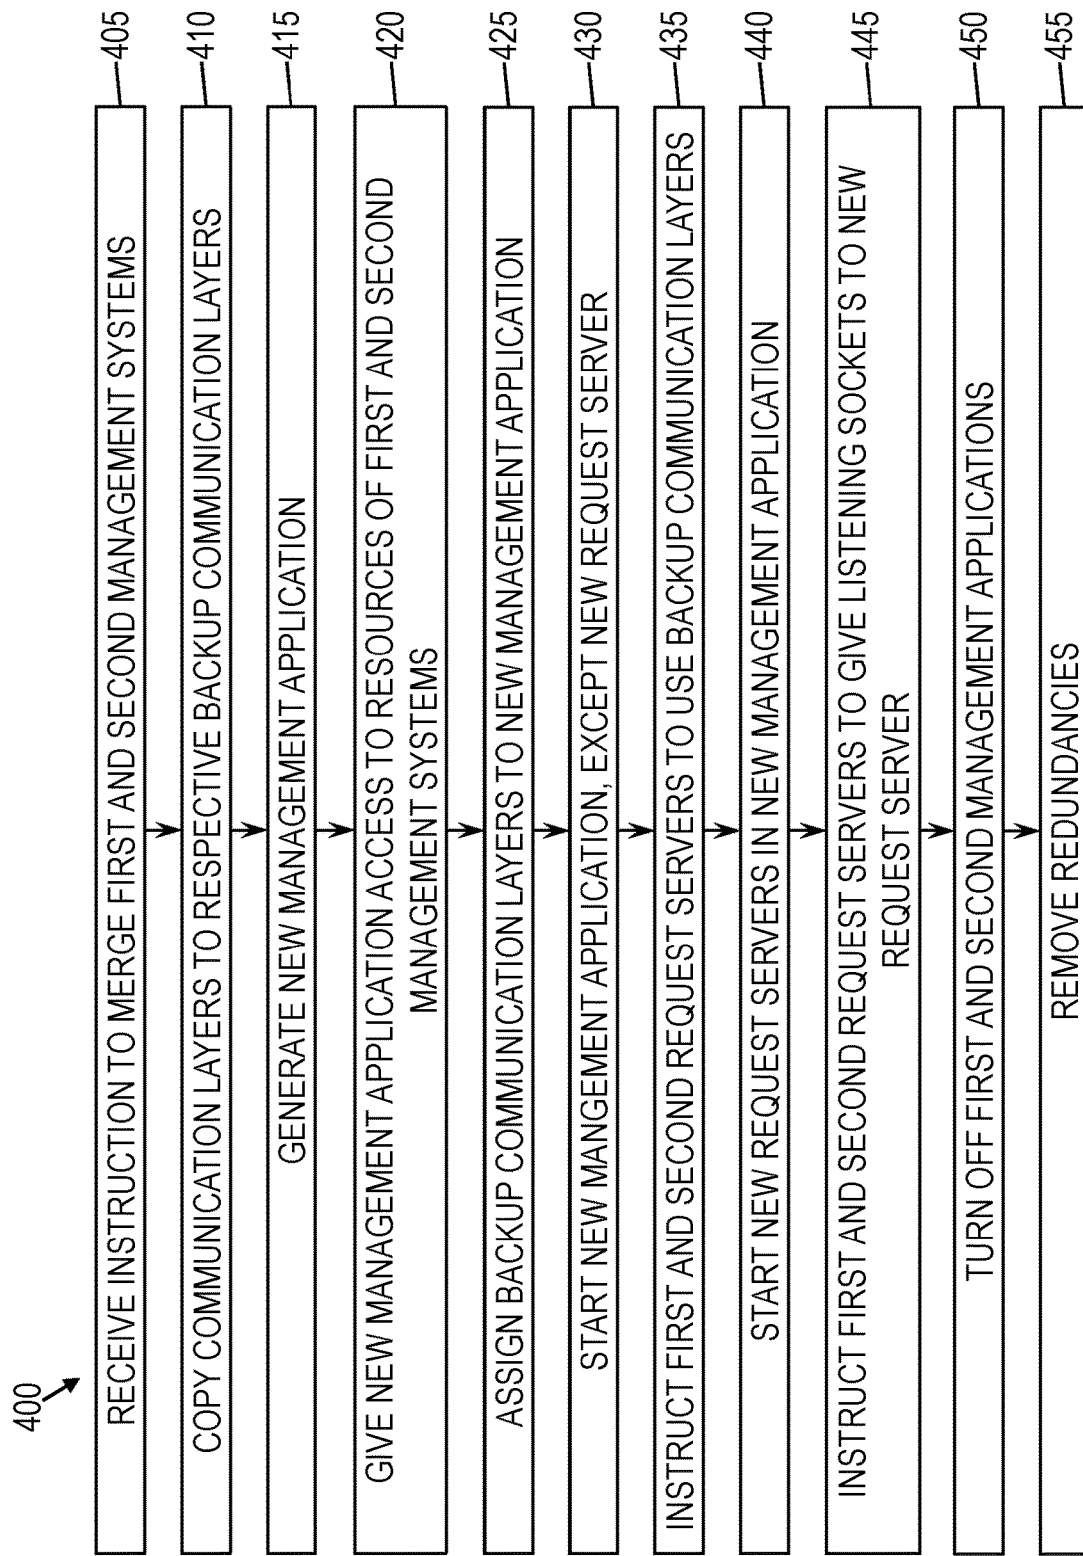 400
RECEIVE INSTRUCTION TO MERGE FIRST AND SECOND MANAGEMENT SYSTEMS
405
COPY COMMUNICATION LAYERS TO RESPECTIVE BACKUP COMMUNICATION LAYERS
410
GENERATE NEW MANAGEMENT APPLICATION
415
GIVE NEW MANAGEMENT APPLICATION ACCESS TO RESOURCES OF FIRST AND SECOND
MANAGEMENT SYSTEMS
420
ASSIGN BACKUP COMMUNICATION LAYERS TO NEW MANAGEMENT APPLICATION
425
START NEW MANGEMENT APPLICATION, EXCEPT NEW REQUEST SERVER
430
INSTRUCT FIRST AND SECOND REQUEST SERVERS TO USE BACKUP COMMUNICATION LAYERS
435
START NEW REQUEST SERVERS IN NEW MANAGEMENT APPLICATION
440
INSTRUCT FIRST AND SECOND REQUEST SERVERS TO GIVE LISTENING SOCKETS TO NEW
REQUEST SERVER
445
TURN OFF FIRST AND SECOND MANAGEMENT APPLICATIONS
450
REMOVE REDUNDANCIES
455